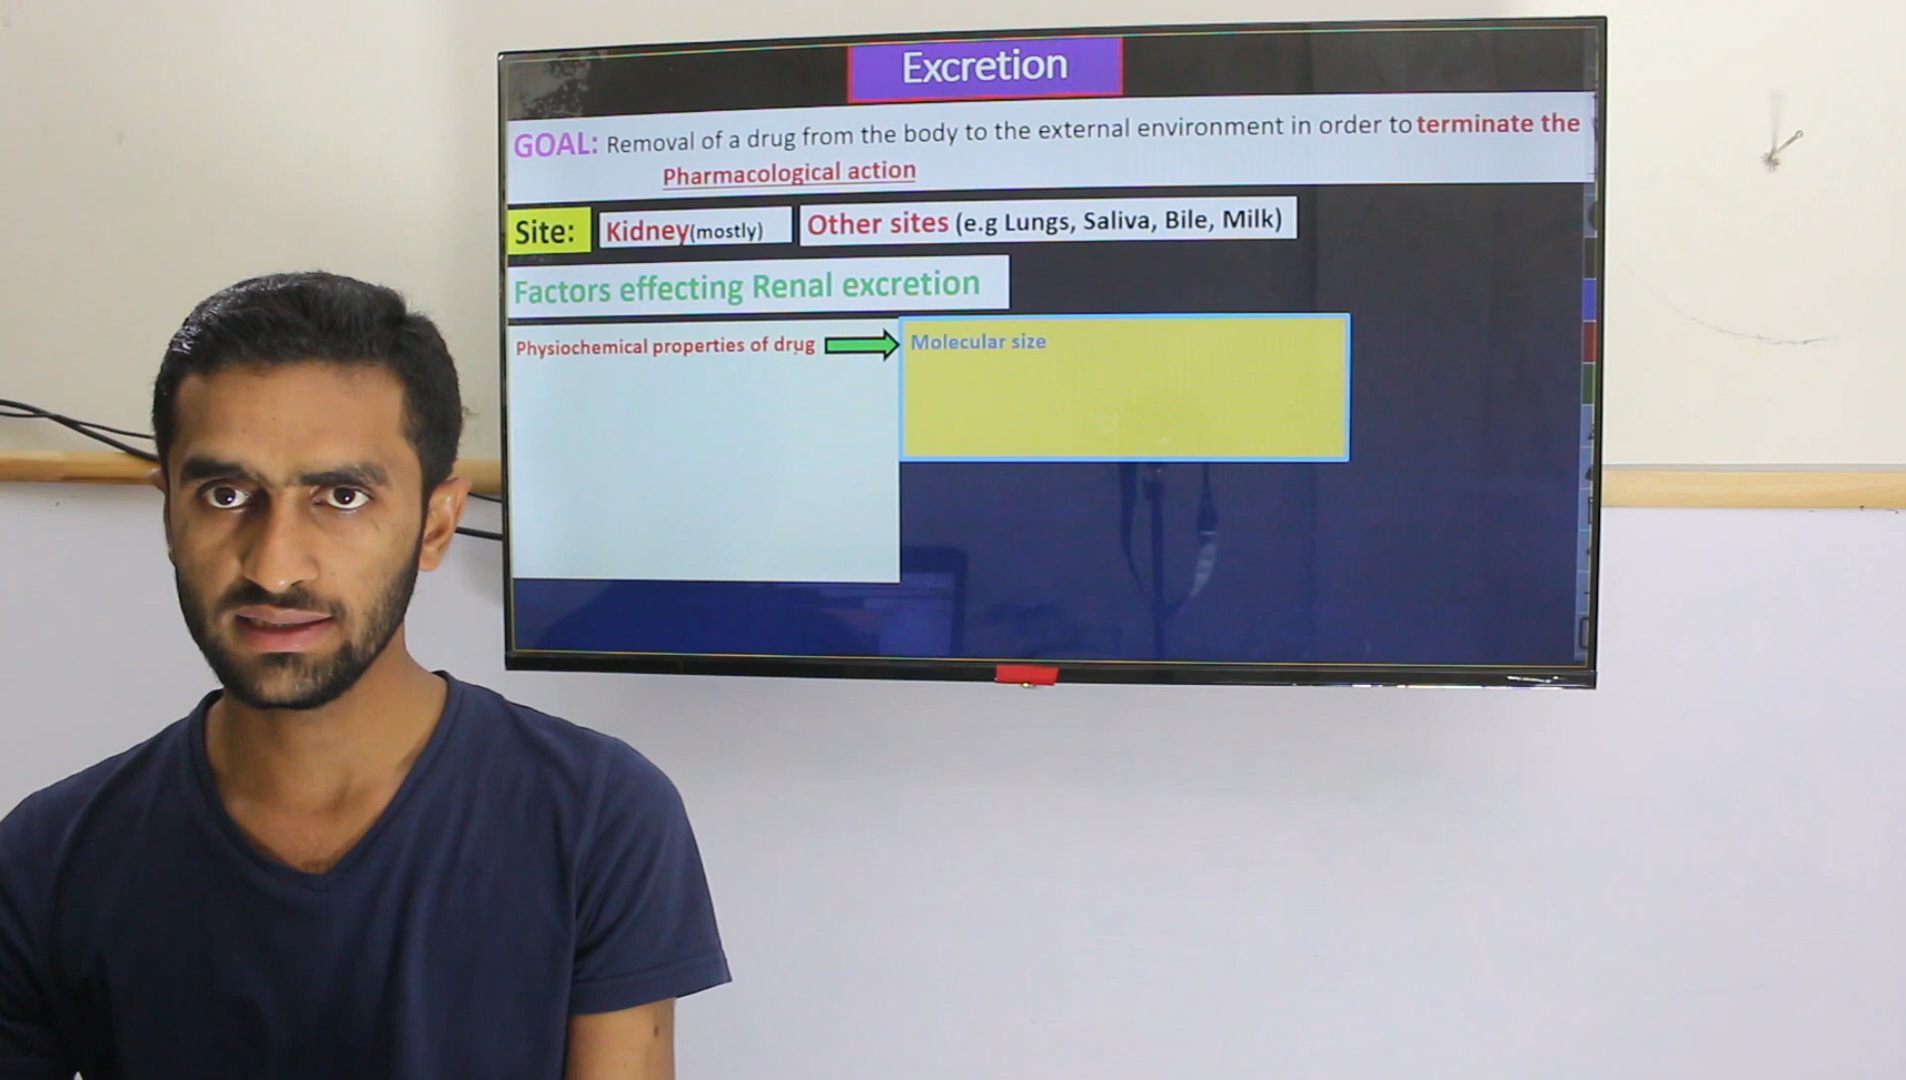 Excretion
GOAL: Removal of a drug from the body to the external environment in order to terminate the
Pharmacological action
Site: Kidney(mostly) Other sites (e.g Lungs, Saliva, Bile, Milk)
Factors effecting Renal excretion
Physiochemical properties of drug Molecular size